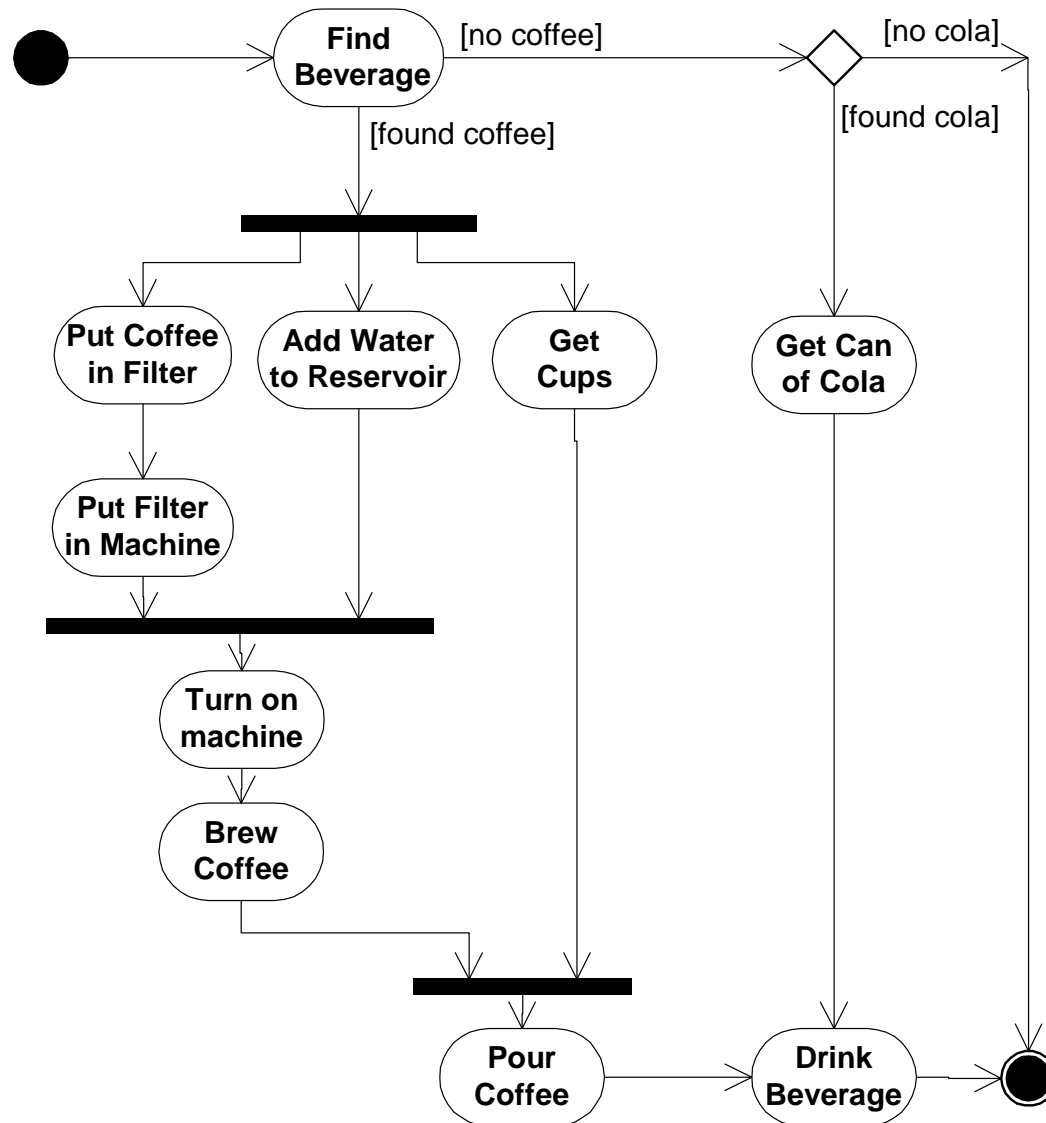 Find
Beverage
[no coffee]
[no cola]
[found coffee]
[found cola]
Put Coffee
in Filter
Add Water
to Reservoir
Get
Cups
Get Can
of Cola
Put Filter
in Machine
Turn on
machine
Brew
Coffee
Pour
Coffee
Drink
Beverage